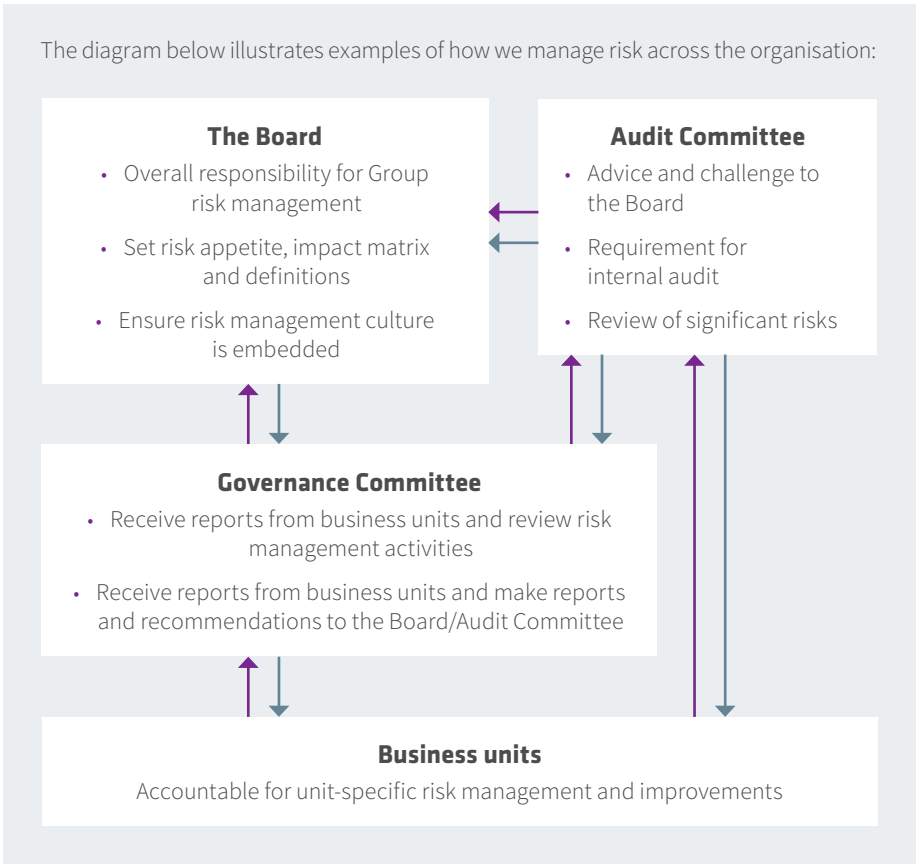 The diagram below illustrates examples of how we manage risk across the organisation:
The Board
• Overall responsibility for Group
risk management
• Set risk appetite, impact matrix
and definitions
• Ensure risk management culture
is embedded
Audit Committee
• Advice and challenge to
the Board
• Requirement for
internal audit
• Review of significant risks
Governance Committee
• Receive reports from business units and review risk
management activities
• Receive reports from business units and make reports
and recommendations to the Board/Audit Committee
Business units
Accountable for unit-specific risk management and improvements